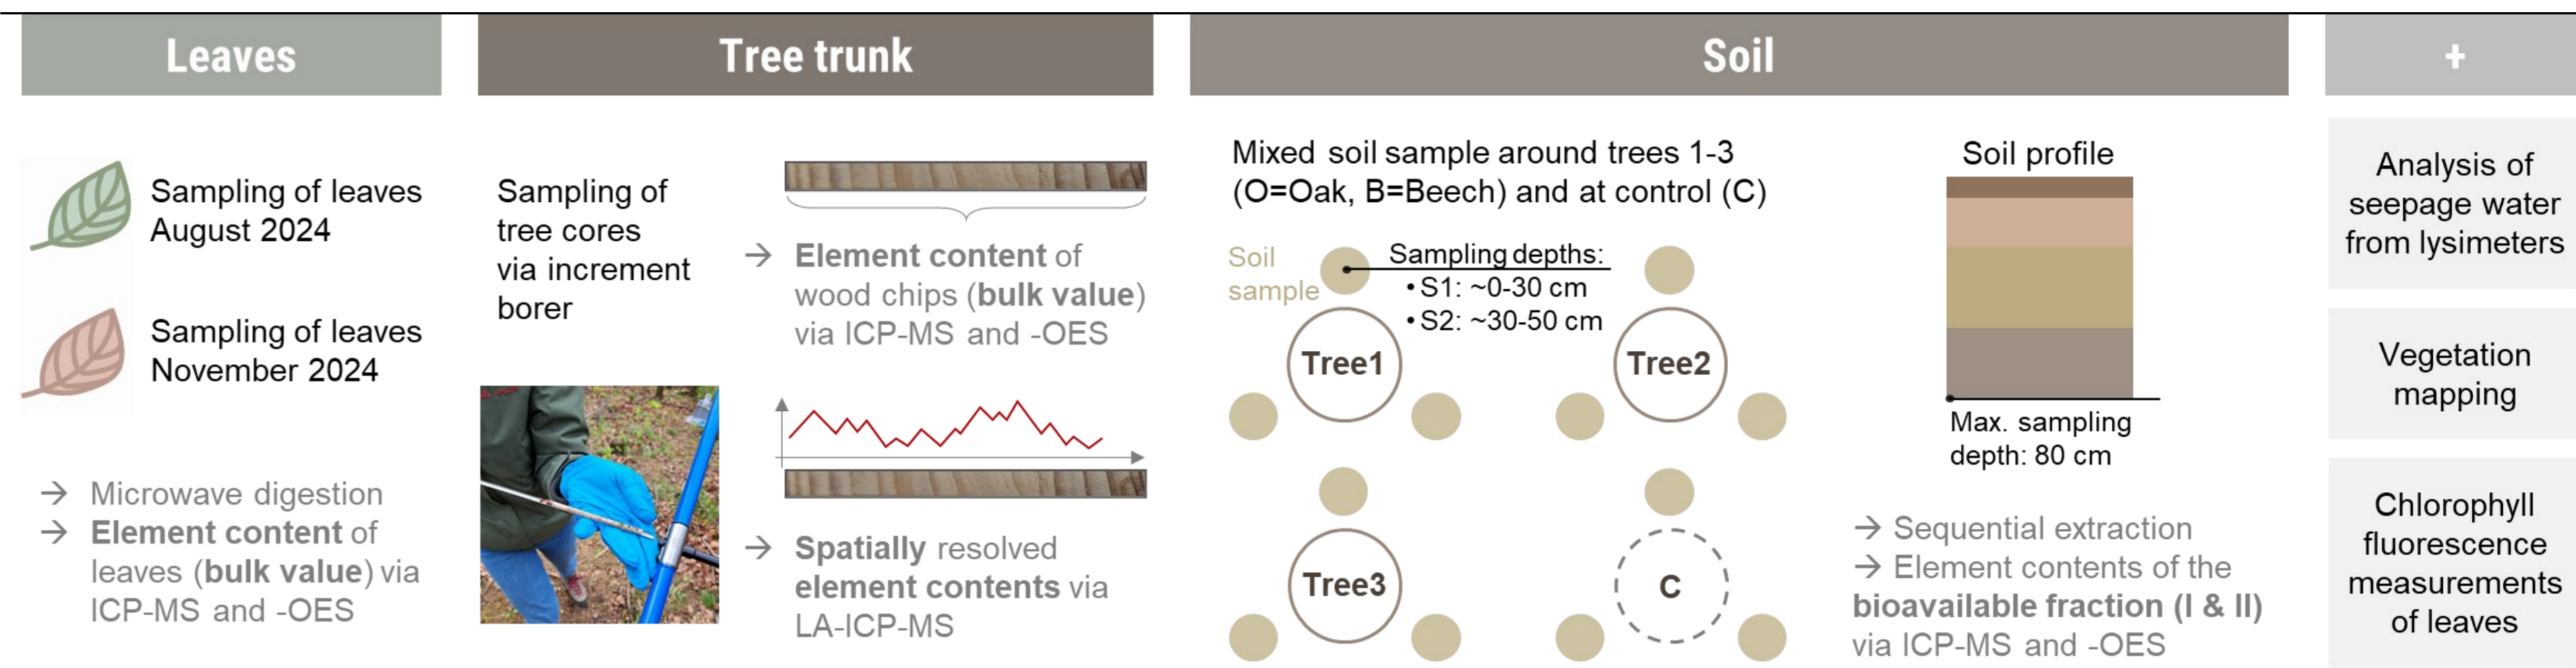 Leaves
Sampling of leaves
August 2024
Sampling of leaves
November 2024
→ Microwave digestion
→ Element content of
leaves (bulk value) via
ICP-MS and -OES
Tree trunk
Sampling of
tree cores
via increment
borer
→ Element content of
wood chips (bulk value)
via ICP-MS and -OES
→ Spatially resolved
element contents via
LA-ICP-MS
Soil
Mixed soil sample around trees 1-3
(O=Oak, B=Beech) and at control (C)
Soil
sample
Sampling depths:
• S1: ~0-30 cm
• S2: ~30-50 cm
Tree1
Tree2
Tree3
C
Soil profile
Max. sampling
depth: 80 cm
→ Sequential extraction
→ Element contents of the
bioavailable fraction (I & II)
via ICP-MS and -OES
+
Analysis of
seepage water
from lysimeters
Vegetation
mapping
Chlorophyll
fluorescence
measurements
of leaves